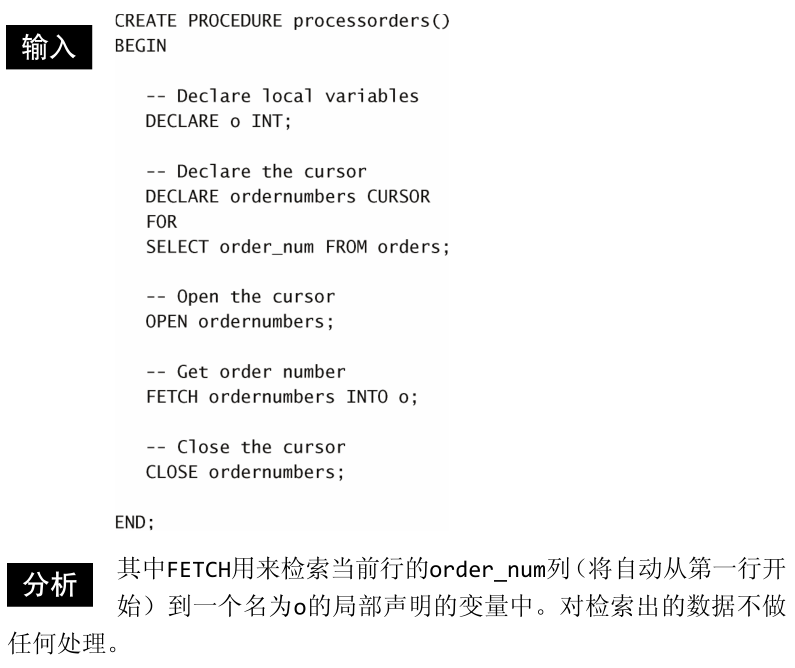 输入
CREATE PROCEDURE processorders()
BEGIN
-- Declare local variables
DECLARE o INT;
-- Declare the cursor
DECLARE ordernumbers CURSOR
FOR
SELECT order_num FROM orders;
-- Open the cursor
OPEN ordernumbers;
-- Get order number
FETCH ordernumbers INTO o;
-- Close the cursor
CLOSE ordernumbers;
END;
分析
其中FETCH用来检索当前行的order_num列（将自动从第一行开
始）到一个名为o的局部声明的变量中。对检索出的数据不做
任何处理。